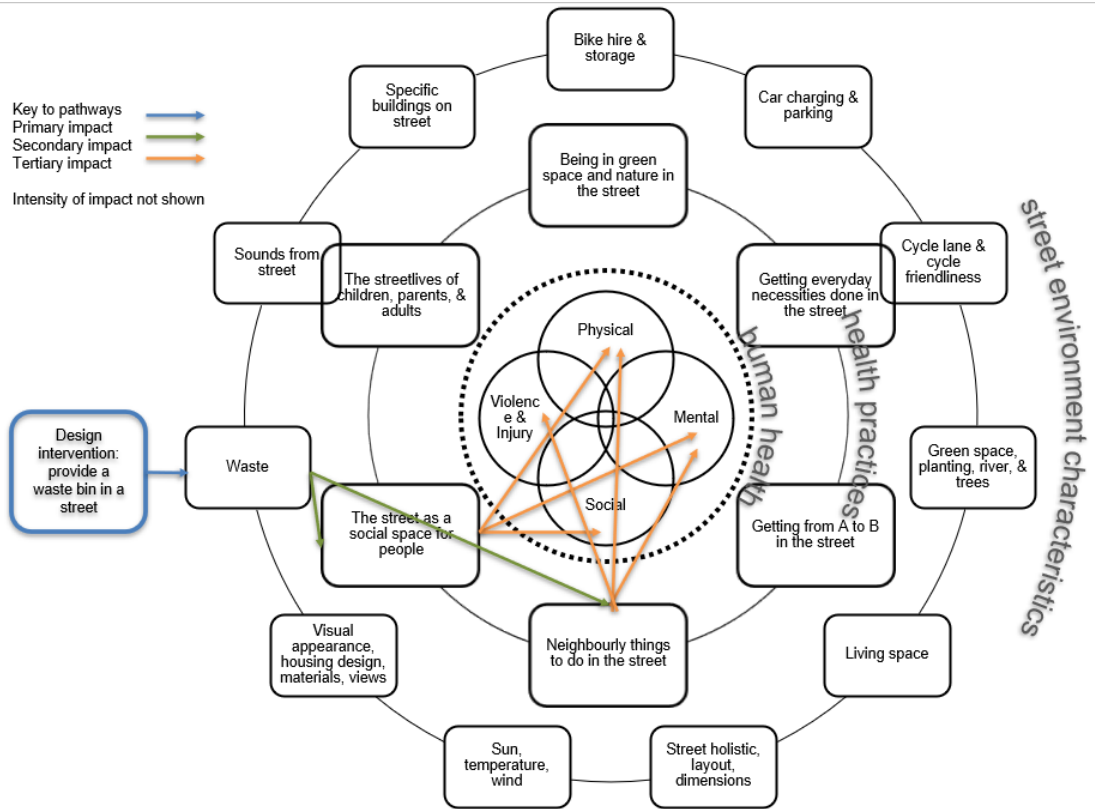 Bike hire &
storage
Specific
buildings on
street
Car charging &
parking
Key to pathways
Primary impact
Secondary impact
Tertiary impact
Intensity of impact not shown
Being in green
space and nature in
the street
Sounds from
street
The streetlives of
children, parents, &
adults
Getting everyday
necessities done in
the street
Cycle lane &
cycle friendliness
street environment characteristics
health practices
human health
Physical
Violenc
e &
Injury
Mental
Social
Design
intervention:
provide a
waste bin in a
street
Waste
Green space,
planting, river, &
trees
The street as a
social space for
people
Getting from A to B
in the street
Visual
appearance,
housing design,
materials, views
Neighbourly things
to do in the street
Living space
Sun,
temperature,
wind
Street holistic,
layout,
dimensions